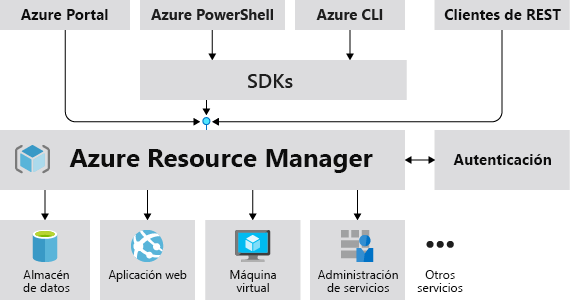 Azure Portal
Azure PowerShell
Azure CLI
Clientes de REST
SDKs
Azure Resource Manager
Autenticación
Almacén
de datos
Aplicación web
Máquina
virtual
Administración
de servicios
Otros
servicios